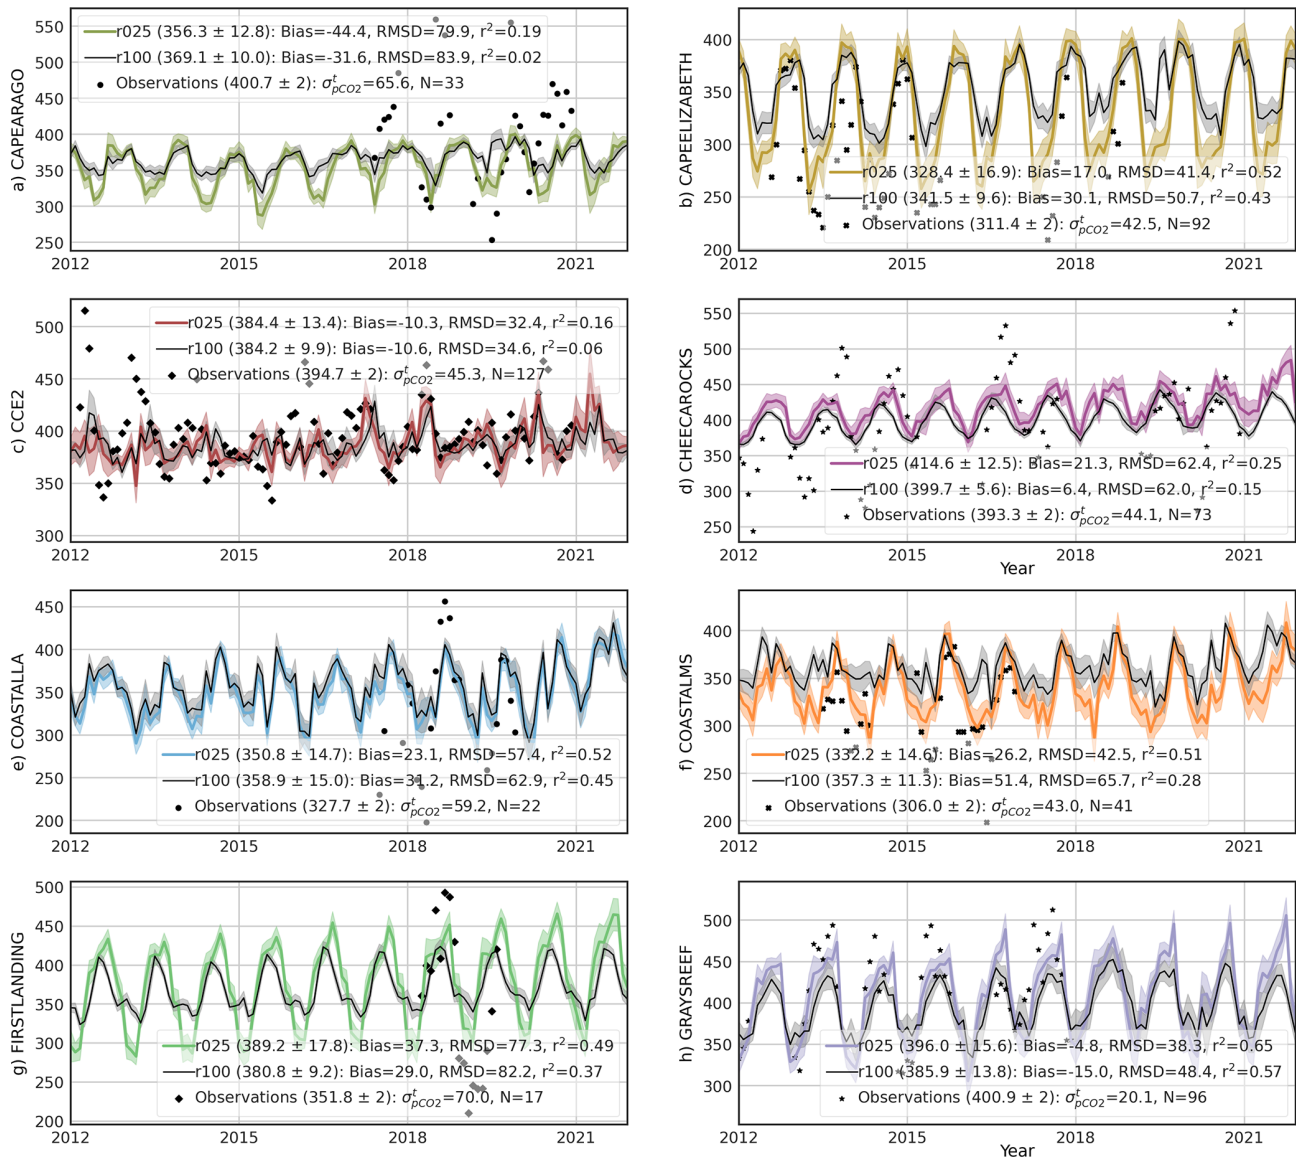 a) CAPEARAGO
550
500
450
400
350
300
250
r025 (356.3 ± 12.8): Bias=-44.4, RMSD=79.9, r²=0.19
r100 (369.1 ± 10.0): Bias=-31.6, RMSD=83.9, r²=0.02
Observations (400.7 ± 2): σᵗpCO2=65.6, N=33
2012 2015 2018 2021
b) CAPEELIZABETH
400
350
300
250
200
r025 (328.4 ± 16.9): Bias=17.0, RMSD=41.4, r²=0.52
r100 (341.5 ± 9.6): Bias=30.1, RMSD=50.7, r²=0.43
Observations (311.4 ± 2): σᵗpCO2=42.5, N=92
2012 2015 2018 2021
c) CCE2
500
450
400
350
300
r025 (384.4 ± 13.4): Bias=-10.3, RMSD=32.4, r²=0.16
r100 (384.2 ± 9.9): Bias=-10.6, RMSD=34.6, r²=0.06
Observations (394.7 ± 2): σᵗpCO2=45.3, N=127
2012 2015 2018 2021
d) CHEECAROCKS
550
500
450
400
350
300
250
r025 (414.6 ± 12.5): Bias=21.3, RMSD=62.4, r²=0.25
r100 (399.7 ± 5.6): Bias=6.4, RMSD=62.0, r²=0.15
Observations (393.3 ± 2): σᵗpCO2=44.1, N=73
2012 2015 2018 2021
Year
e) COASTALLA
450
400
350
300
250
200
r025 (350.8 ± 14.7): Bias=23.1, RMSD=57.4, r²=0.52
r100 (358.9 ± 15.0): Bias=31.2, RMSD=62.9, r²=0.45
Observations (327.7 ± 2): σᵗpCO2=59.2, N=22
2012 2015 2018 2021
f) COASTALMS
400
350
300
250
200
r025 (332.2 ± 14.6): Bias=26.2, RMSD=42.5, r²=0.51
r100 (357.3 ± 11.3): Bias=51.4, RMSD=65.7, r²=0.28
Observations (306.0 ± 2): σᵗpCO2=43.0, N=41
2012 2015 2018 2021
g) FIRSTLANDING
500
450
400
350
300
250
200
r025 (389.2 ± 17.8): Bias=37.3, RMSD=77.3, r²=0.49
r100 (380.8 ± 9.2): Bias=29.0, RMSD=82.2, r²=0.37
Observations (351.8 ± 2): σᵗpCO2=70.0, N=17
2012 2015 2018 2021
h) GRAYSREEF
500
450
400
350
300
r025 (396.0 ± 15.6): Bias=-4.8, RMSD=38.3, r²=0.65
r100 (385.9 ± 13.8): Bias=-15.0, RMSD=48.4, r²=0.57
Observations (400.9 ± 2): σᵗpCO2=20.1, N=96
2012 2015 2018 2021
Year